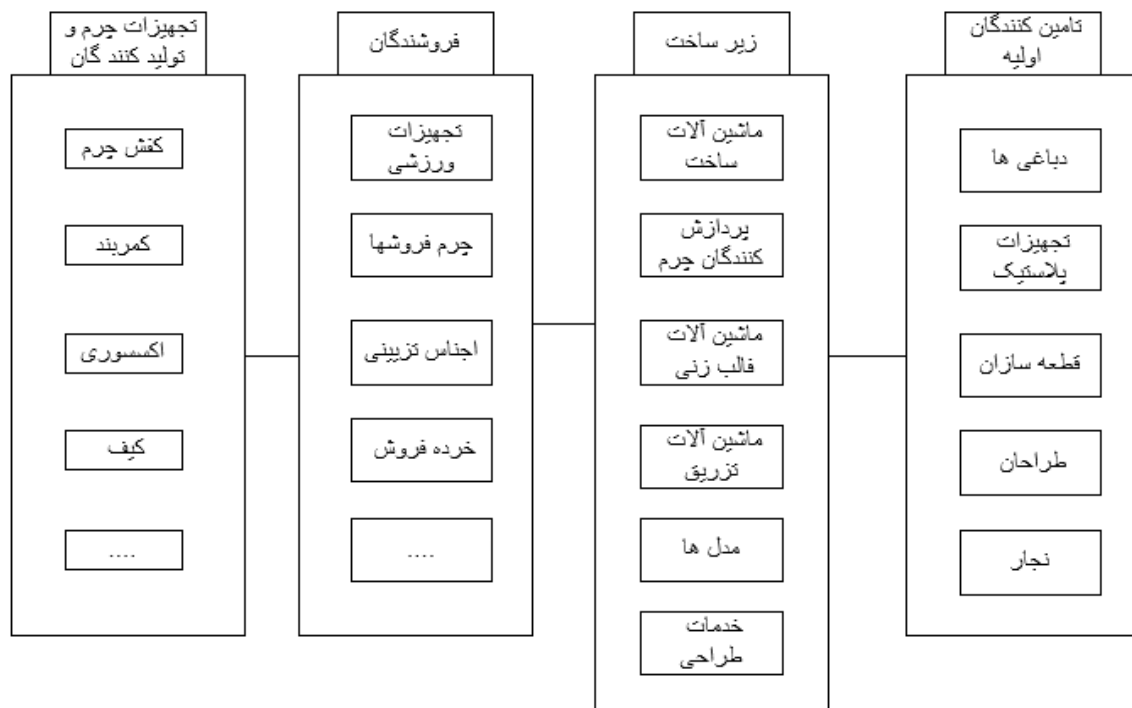 تامین کنندگان
اولیه
دباغی ها
تجهیزات
پلاستیک
قطعه سازان
طراحان
نجار
زیر ساخت
ماشین آلات
ساخت
پردازش
کنندگان چرم
ماشین آلات
قالب زنی
ماشین آلات
تزریق
مدل ها
خدمات
طراحی
فروشندگان
تجهیزات
ورزشی
چرم فروشها
اجناس تزیینی
خرده فروش
....
تجهیزات چرم و
تولید کنند گان
کفش چرم
کمربند
اکسسوری
کیف
....